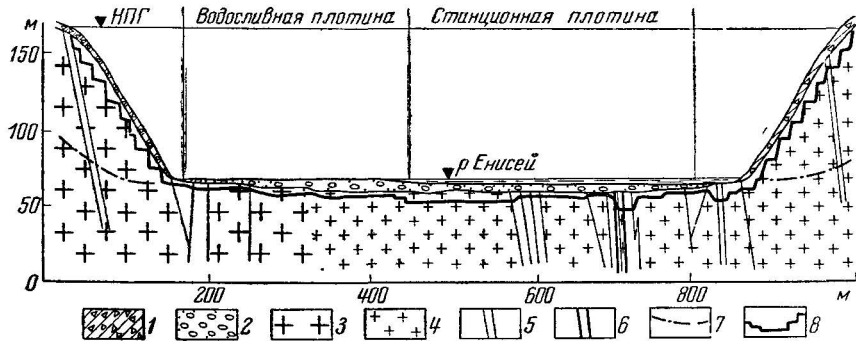 м НПГ Водосливная плотина Станционная плотина
150
100
р Енисей
50
0
200 400 600 800 м
1 2 3 4 5 6 7 8